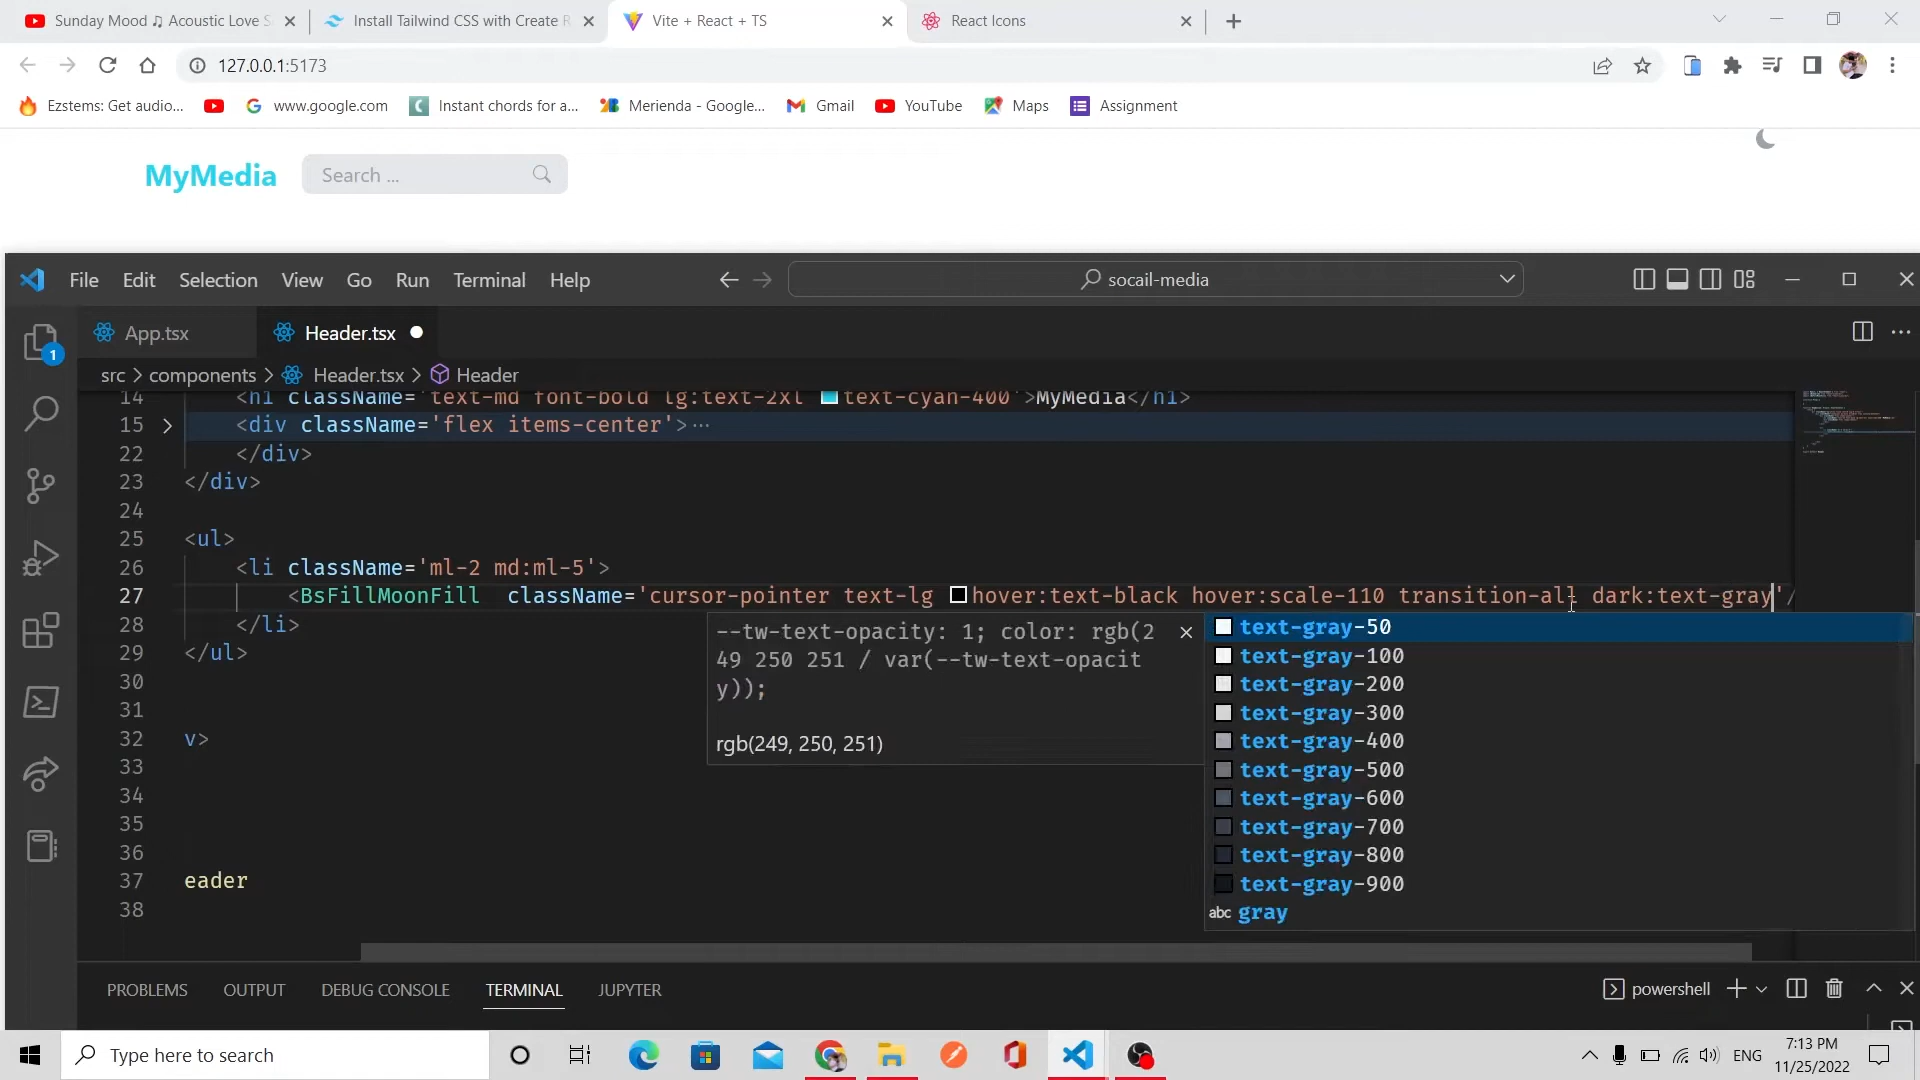 Sunday Mood ♫ Acoustic Love S
Install Tailwind CSS with Create R
Vite + React + TS
React Icons
127.0.0.1:5173
Ezstems: Get audio...
www.google.com
Instant chords for a...
Merienda - Google...
Gmail
YouTube
Maps
Assignment
MyMedia
Search ...
File Edit Selection View Go Run Terminal Help
socail-media
1
App.tsx
Header.tsx
src > components > Header.tsx > Header
14 <h1 className='text-md font-bold lg:text-2xl text-cyan-400'>MyMedia</h1>
15 <div className='flex items-center'>···
22 </div>
23 </div>
24
25 <ul>
26 <li className='ml-2 md:ml-5'>
27 <BsFillMoonFill className='cursor-pointer text-lg hover:text-black hover:scale-110 transition-all dark:text-gray'/
28 </li>
29 </ul>
30
31
32 v>
33
34
35
36
37 eader
38
--tw-text-opacity: 1; color: rgb(2
49 250 251 / var(--tw-text-opacit
y));
rgb(249, 250, 251)
text-gray-50
text-gray-100
text-gray-200
text-gray-300
text-gray-400
text-gray-500
text-gray-600
text-gray-700
text-gray-800
text-gray-900
abc gray
PROBLEMS OUTPUT DEBUG CONSOLE TERMINAL JUPYTER
powershell
Type here to search
ENG
7:13 PM
11/25/2022